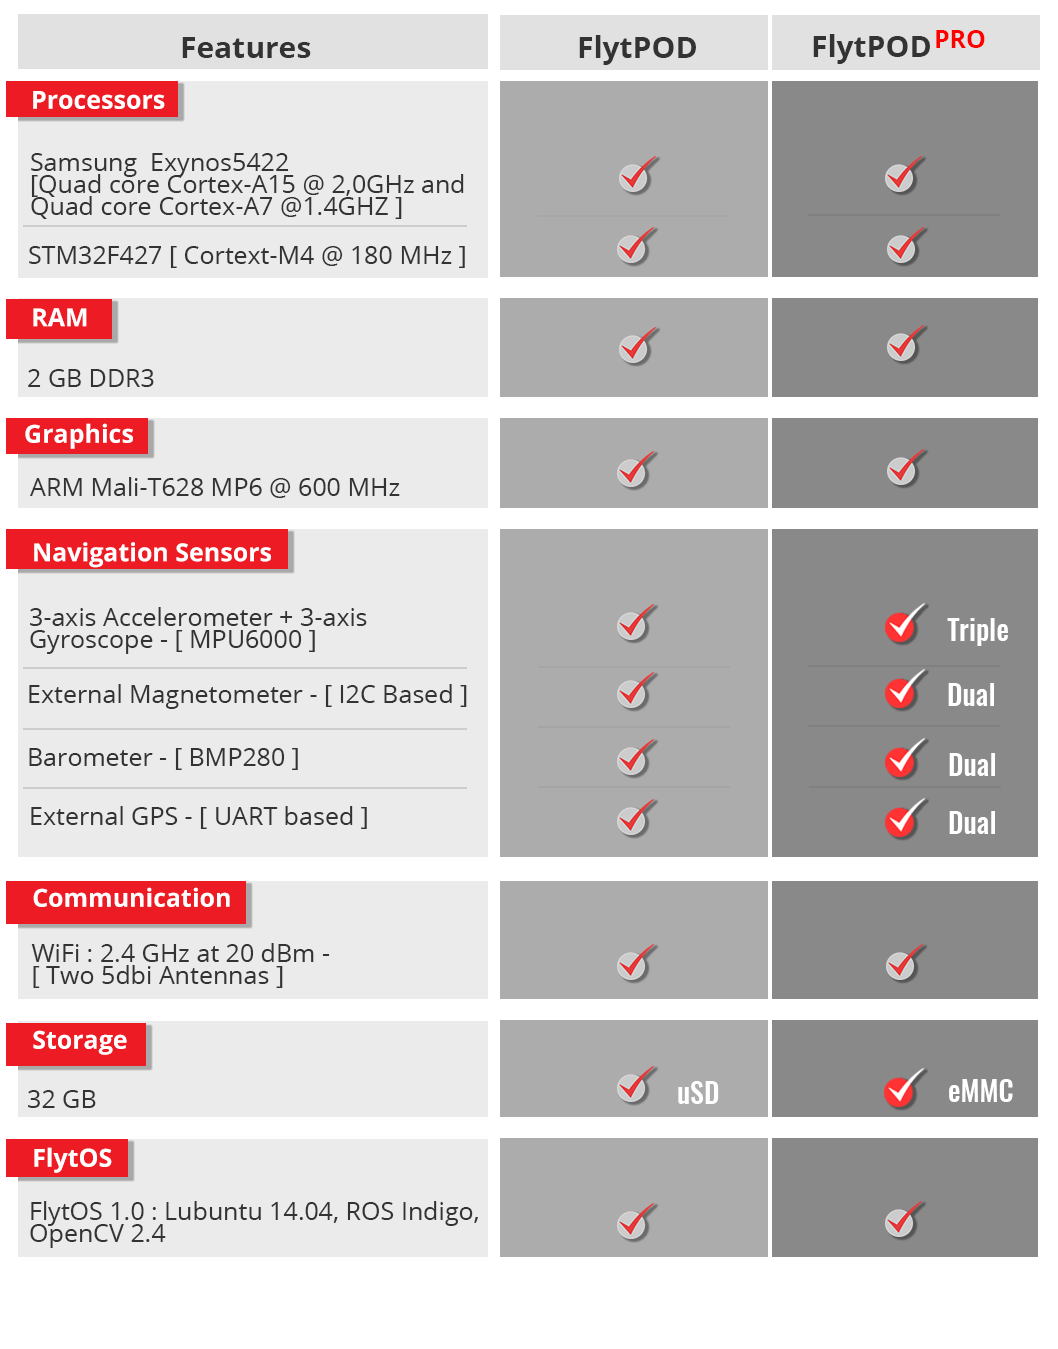 Features
FlytPOD
FlytPOD PRO
Processors
Samsung  Exynos5422
[Quad core Cortex-A15 @ 2,0GHz and
Quad core Cortex-A7 @1.4GHZ ]
STM32F427 [ Cortext-M4 @ 180 MHz ]
RAM
2 GB DDR3
Graphics
ARM Mali-T628 MP6 @ 600 MHz
Navigation Sensors
3-axis Accelerometer + 3-axis
Gyroscope - [ MPU6000 ]
Triple
External Magnetometer - [ I2C Based ]
Dual
Barometer - [ BMP280 ]
Dual
External GPS - [ UART based ]
Dual
Communication
WiFi : 2.4 GHz at 20 dBm -
[ Two 5dbi Antennas ]
Storage
32 GB
uSD
eMMC
FlytOS
FlytOS 1.0 : Lubuntu 14.04, ROS Indigo,
OpenCV 2.4